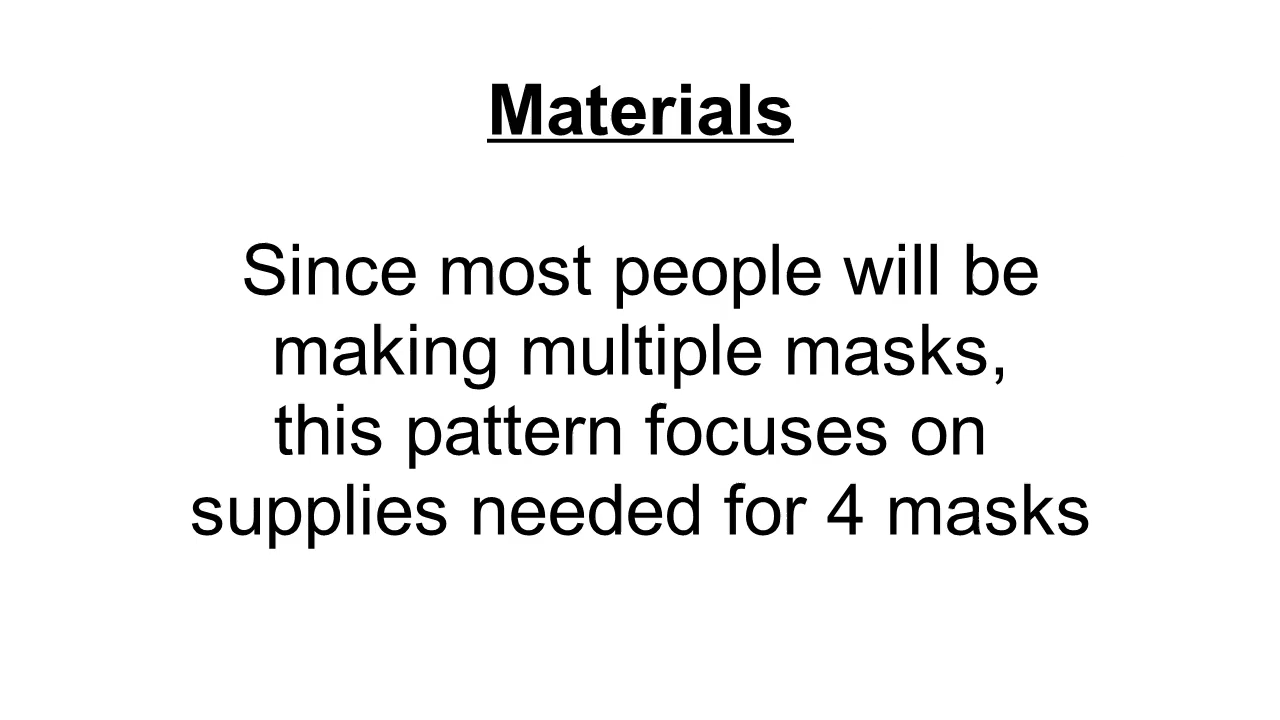 Materials
Since most people will be
making multiple masks,
this pattern focuses on
supplies needed for 4 masks